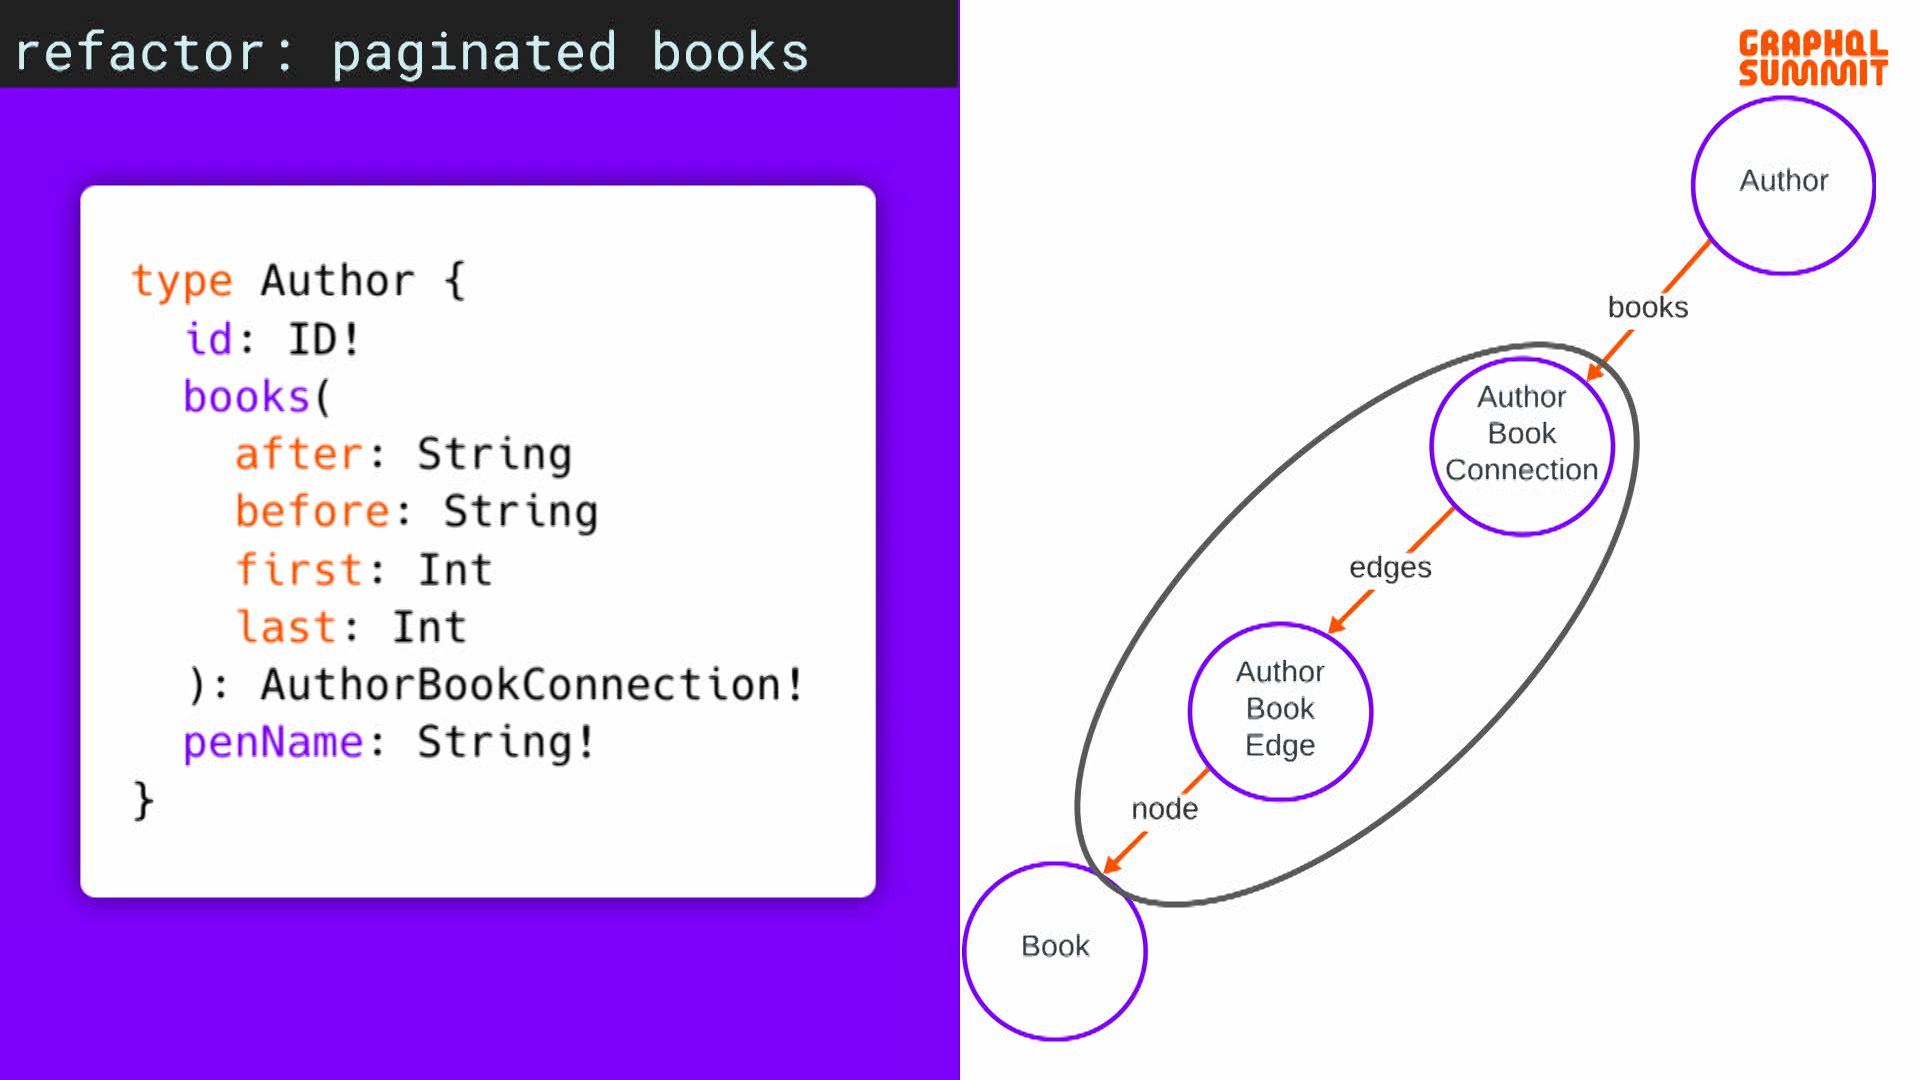 refactor: paginated books
type Author {
id: ID!
books(
after: String
before: String
first: Int
last: Int
): AuthorBookConnection!
penName: String!
}
GRAPHQL
SUMMIT
Author
books
Author
Book
Connection
edges
Author
Book
Edge
node
Book